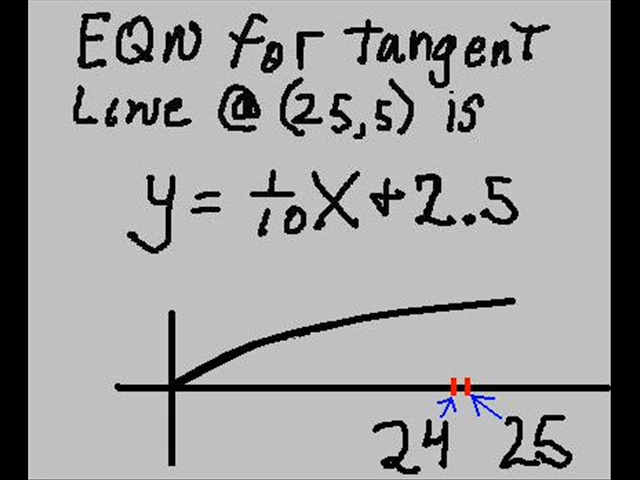 EQN for tangent
Line @ (25,5) is
y = 1/10 X + 2.5
24 25